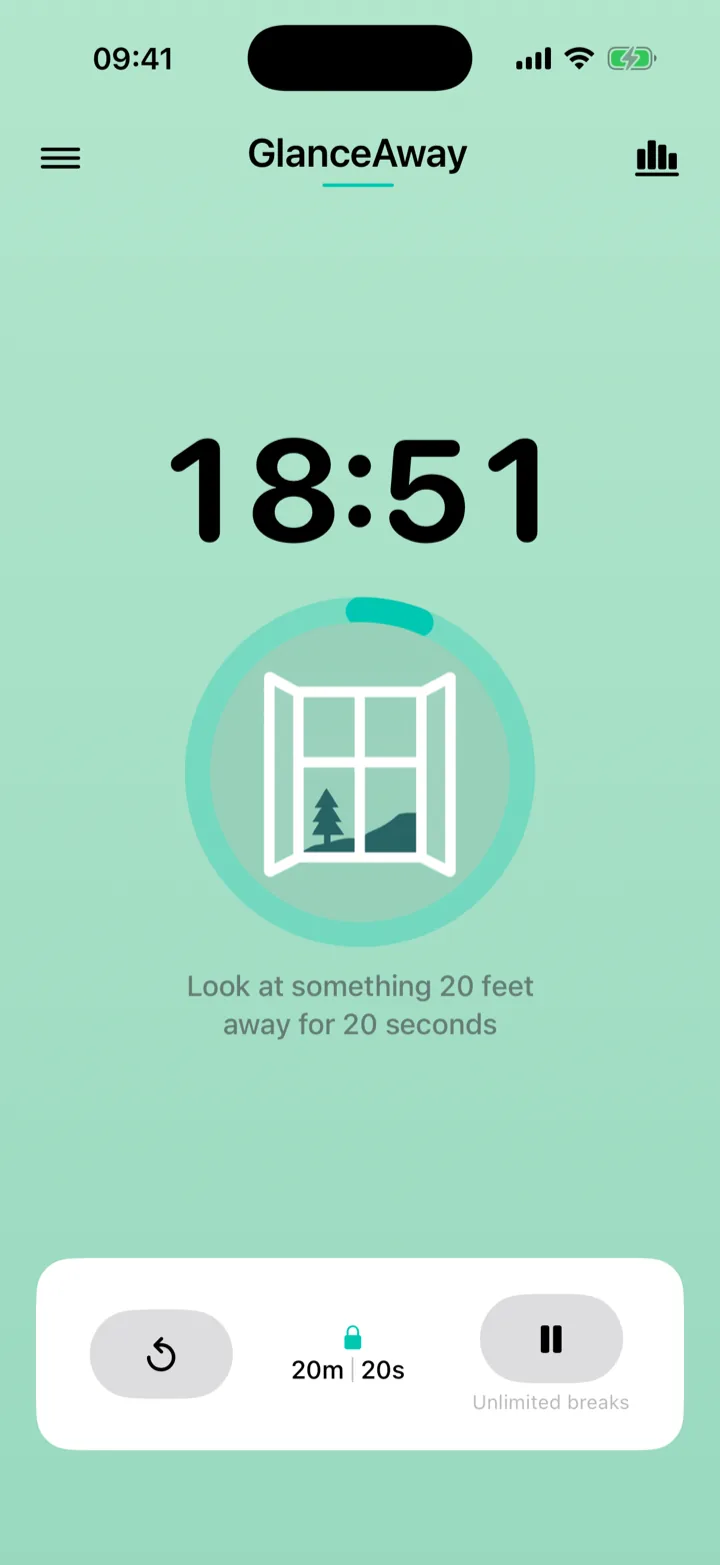 09:41
GlanceAway
18:51
Look at something 20 feet
away for 20 seconds
20m | 20s
Unlimited breaks